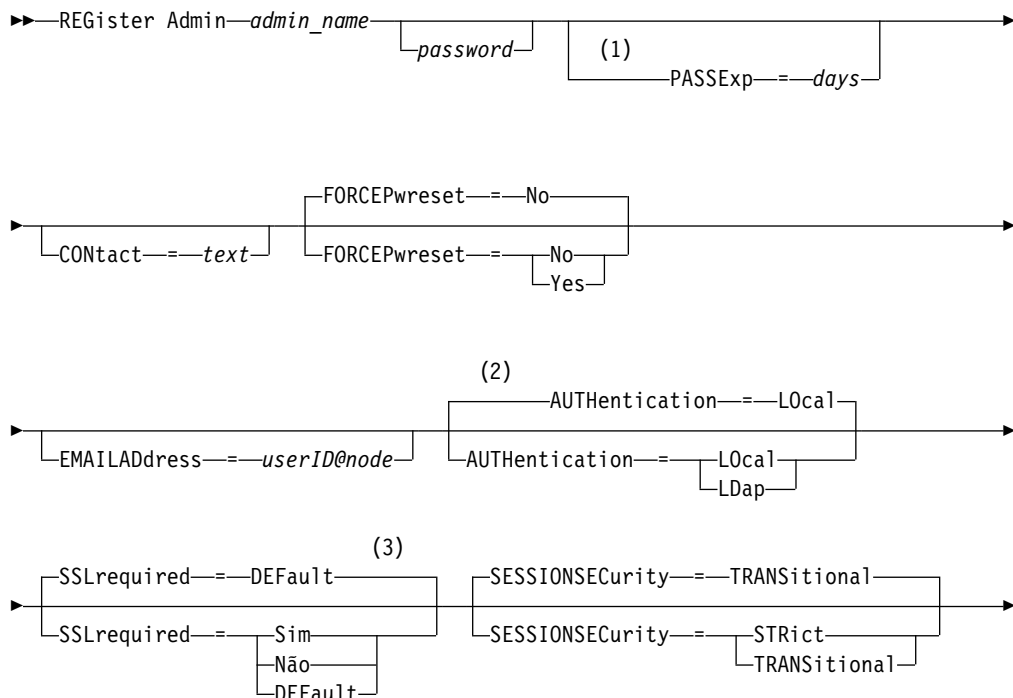 REGister Admin admin_name
password
(1)
PASSExp = days
CONtact = text
FORCEPwreset = No
FORCEPwreset = No
Yes
EMAILADdress = userID@node
(2)
AUTHentication = LOcal
AUTHentication = LOcal
LDap
(3)
SSLrequired = DEFault
SSLrequired = Sim
Não
DEFault
SESSIONSECurity = TRANSitional
SESSIONSECurity = STRict
TRANSitional